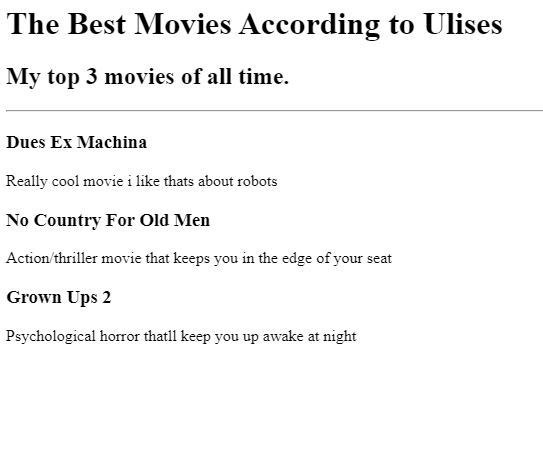 The Best Movies According to Ulises
My top 3 movies of all time.
Dues Ex Machina
Really cool movie i like thats about robots
No Country For Old Men
Action/thriller movie that keeps you in the edge of your seat
Grown Ups 2
Psychological horror thatll keep you up awake at night